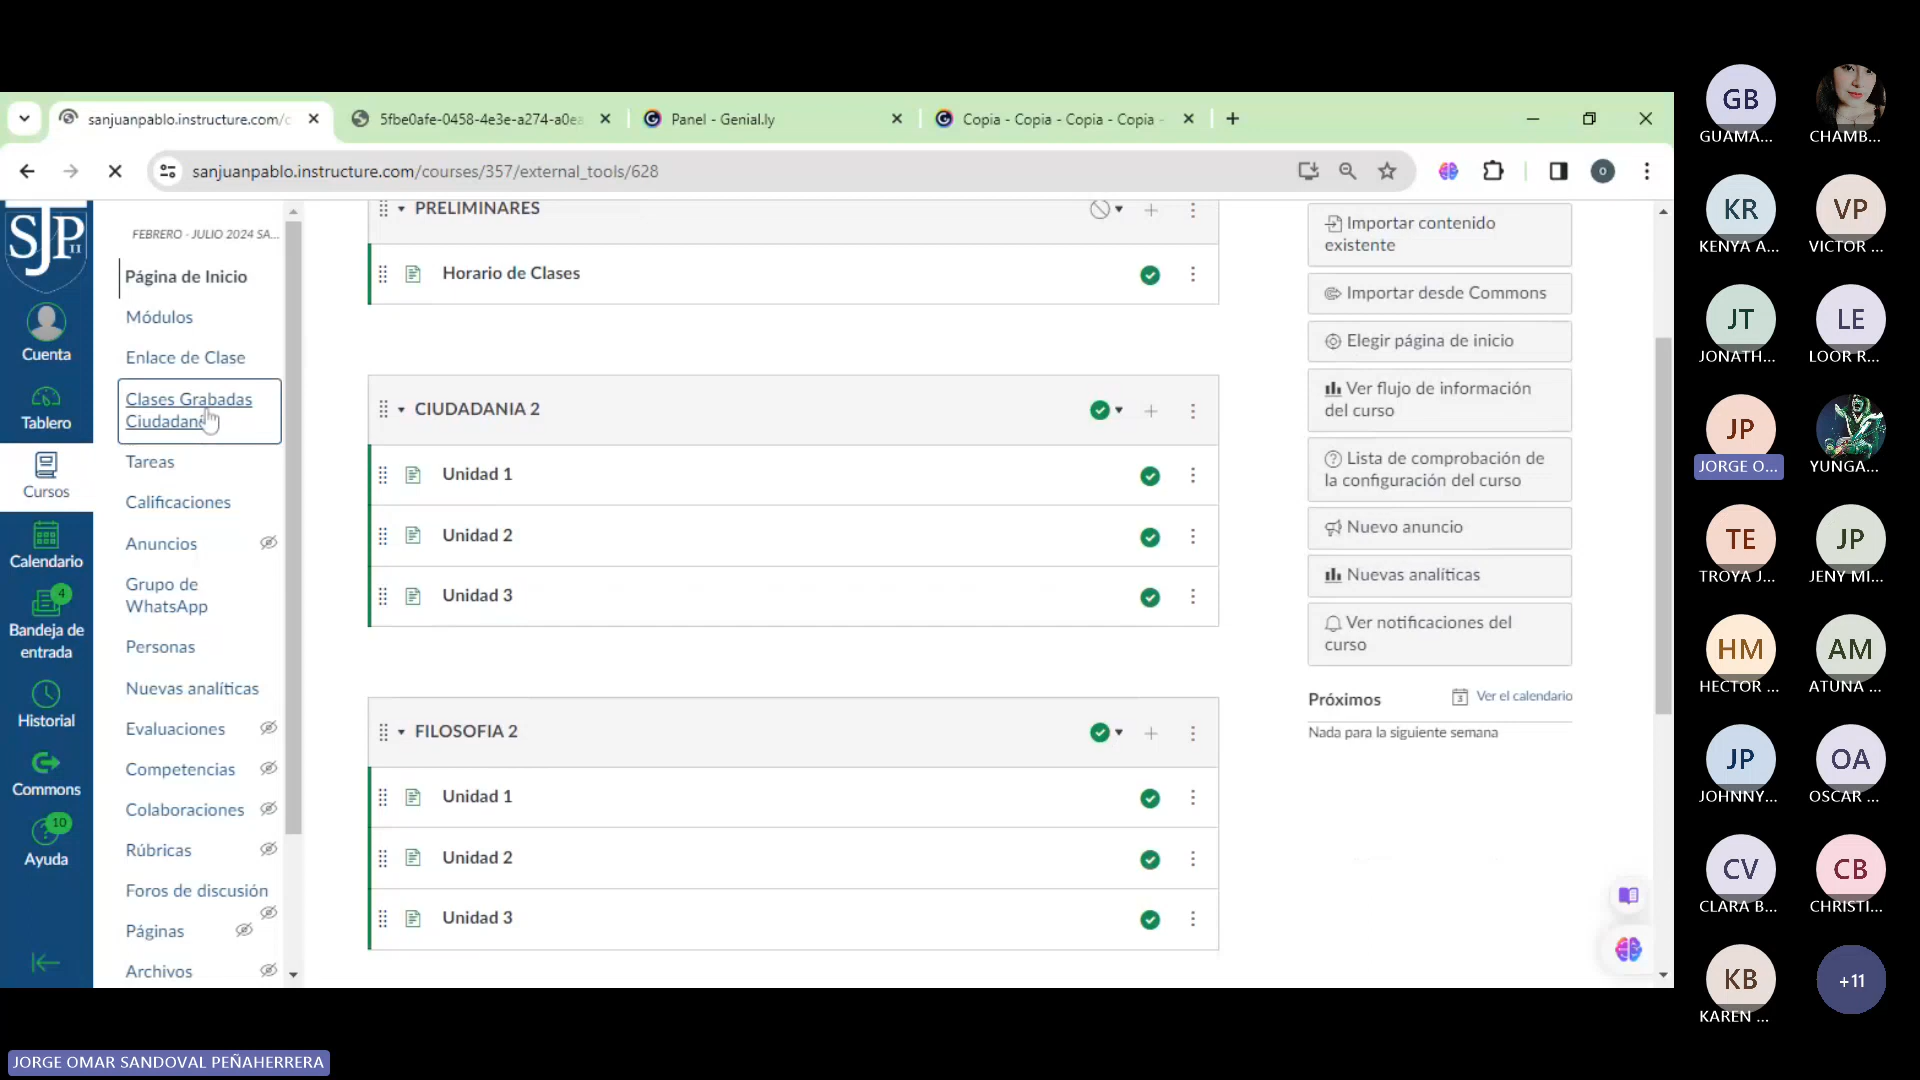 sanjuanpablo.instructure.com/c
5fbe0afe-0458-4e3e-a274-a0ea
Panel - Genial.ly
Copia - Copia - Copia - Copia -
sanjuanpablo.instructure.com/courses/357/external_tools/628
SJP II
Cuenta
Tablero
Cursos
Calendario
4
Bandeja de
entrada
Historial
Commons
10
Ayuda
FEBRERO - JULIO 2024 SA...
Página de Inicio
Módulos
Enlace de Clase
Clases Grabadas
Ciudadaní
Tareas
Calificaciones
Anuncios
Grupo de
WhatsApp
Personas
Nuevas analíticas
Evaluaciones
Competencias
Colaboraciones
Rúbricas
Foros de discusión
Páginas
Archivos
PRELIMINARES
Horario de Clases
CIUDADANIA 2
Unidad 1
Unidad 2
Unidad 3
FILOSOFIA 2
Unidad 1
Unidad 2
Unidad 3
Importar contenido
existente
Importar desde Commons
Elegir página de inicio
Ver flujo de información
del curso
Lista de comprobación de
la configuración del curso
Nuevo anuncio
Nuevas analíticas
Ver notificaciones del
curso
Próximos
3 Ver el calendario
Nada para la siguiente semana
GB
GUAMA...
CHAMB...
KR
KENYA A...
VP
VICTOR ...
JT
JONATH...
LE
LOOR R...
JP
JORGE O...
YUNGA...
TE
TROYA J...
JP
JENY MI...
HM
HECTOR ...
AM
ATUNA ...
JP
JOHNNY...
OA
OSCAR ...
CV
CLARA B...
CB
CHRISTI...
KB
KAREN ...
+11
JORGE OMAR SANDOVAL PEÑAHERRERA